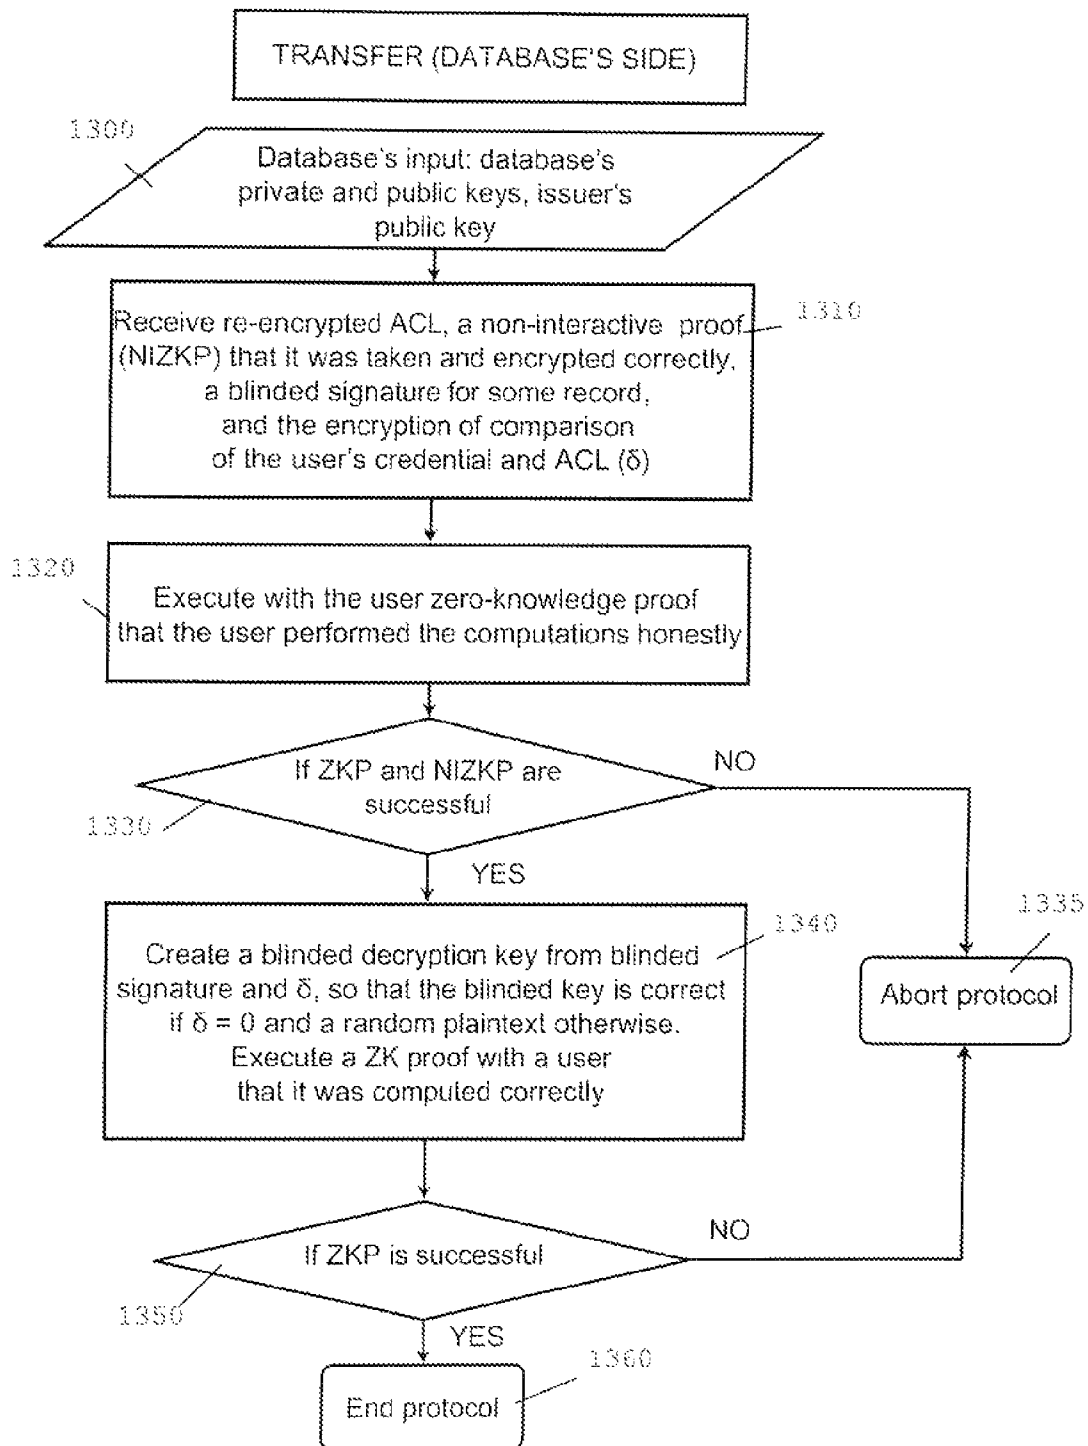 TRANSFER (DATABASE'S SIDE)
1300
Database's input: database's
private and public keys, issuer's
public key
1310
Receive re-encrypted ACL, a non-interactive proof
(NIZKP) that it was taken and encrypted correctly,
a blinded signature for some record,
and the encryption of comparison
of the user's credential and ACL (δ)
1320
Execute with the user zero-knowledge proof
that the user performed the computations honestly
If ZKP and NIZKP are
successful
NO
1330
YES
1335
Abort protocol
1340
Create a blinded decryption key from blinded
signature and δ, so that the blinded key is correct
if δ = 0 and a random plaintext otherwise.
Execute a ZK proof with a user
that it was computed correctly
If ZKP is successful
NO
1350
YES
1360
End protocol